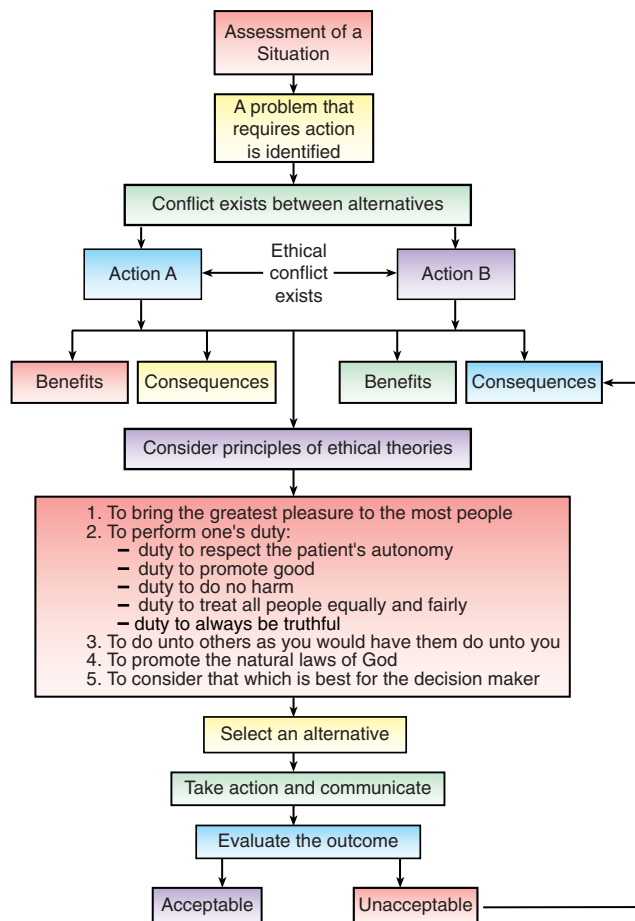 Assessment of a
Situation
A problem that
requires action
is identified
Conflict exists between alternatives
Action A
Ethical
conflict
exists
Action B
Benefits
Consequences
Benefits
Consequences
Consider principles of ethical theories
1. To bring the greatest pleasure to the most people
2. To perform one's duty:
– duty to respect the patient's autonomy
– duty to promote good
– duty to do no harm
– duty to treat all people equally and fairly
– duty to always be truthful
3. To do unto others as you would have them do unto you
4. To promote the natural laws of God
5. To consider that which is best for the decision maker
Select an alternative
Take action and communicate
Evaluate the outcome
Acceptable
Unacceptable